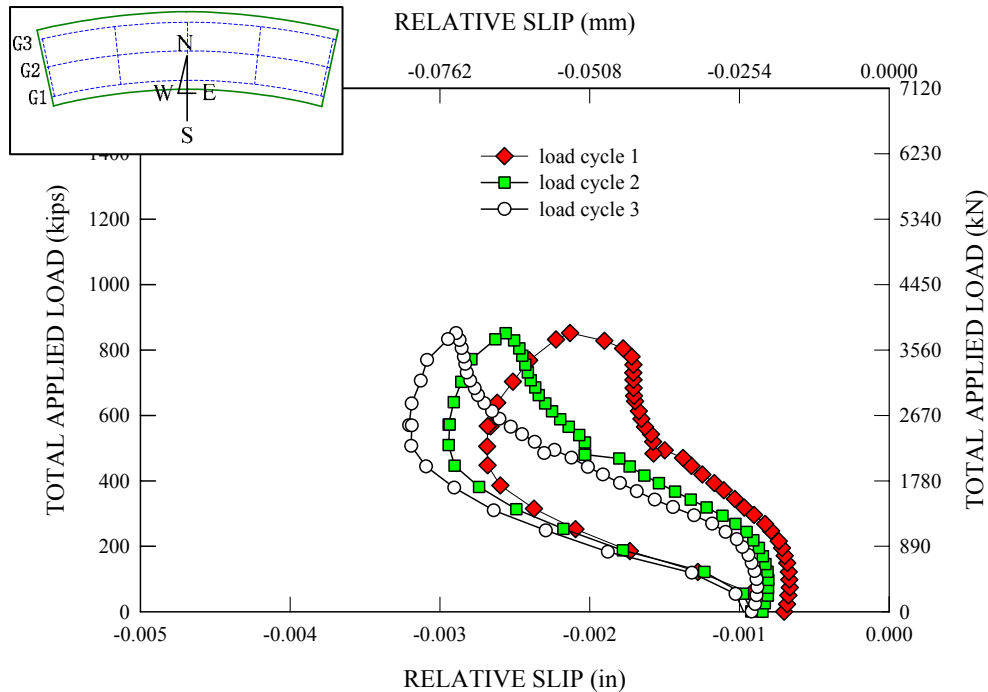 RELATIVE SLIP (mm)
-0.0762 -0.0508 -0.0254 0.0000
G3
G2
G1
N
W E
S
load cycle 1
load cycle 2
load cycle 3
TOTAL APPLIED LOAD (kips)
1400
1200
1000
800
600
400
200
0
7120
6230
5340
4450
3560
2670
1780
890
0
TOTAL APPLIED LOAD (kN)
-0.005 -0.004 -0.003 -0.002 -0.001 0.000
RELATIVE SLIP (in)